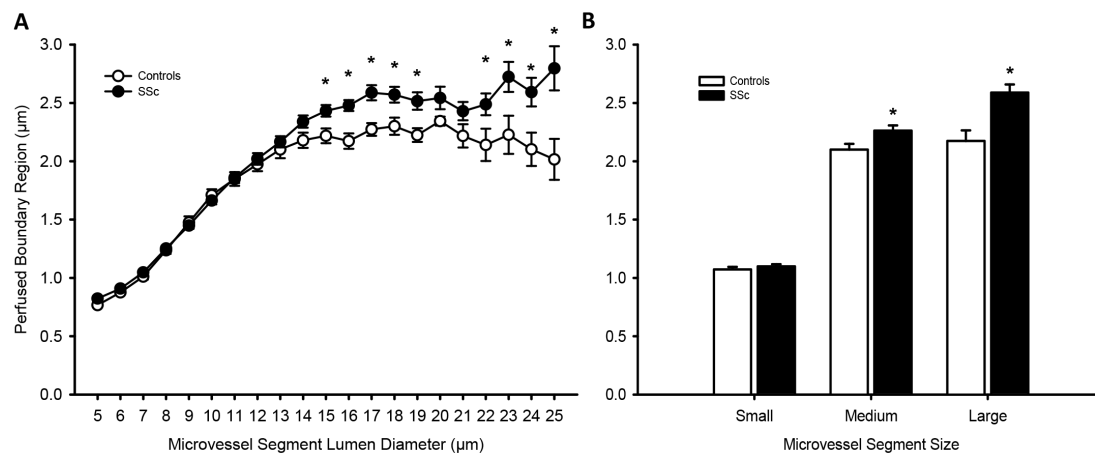 A
B
Perfused Boundary Region (µm)
3.0
2.5
2.0
1.5
1.0
0.5
0.0
Controls
SSc
* * * * * * * * *
5 6 7 8 9 10 11 12 13 14 15 16 17 18 19 20 21 22 23 24 25
Microvessel Segment Lumen Diameter (µm)
3.0
2.5
2.0
1.5
1.0
0.5
0.0
Controls
SSc
* *
Small Medium Large
Microvessel Segment Size